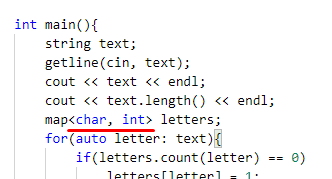 int main(){
string text;
getline(cin, text);
cout << text << endl;
cout << text.length() << endl;
map<char, int> letters;
for(auto letter: text){
if(letters.count(letter) == 0)
letters[letter] = 1;